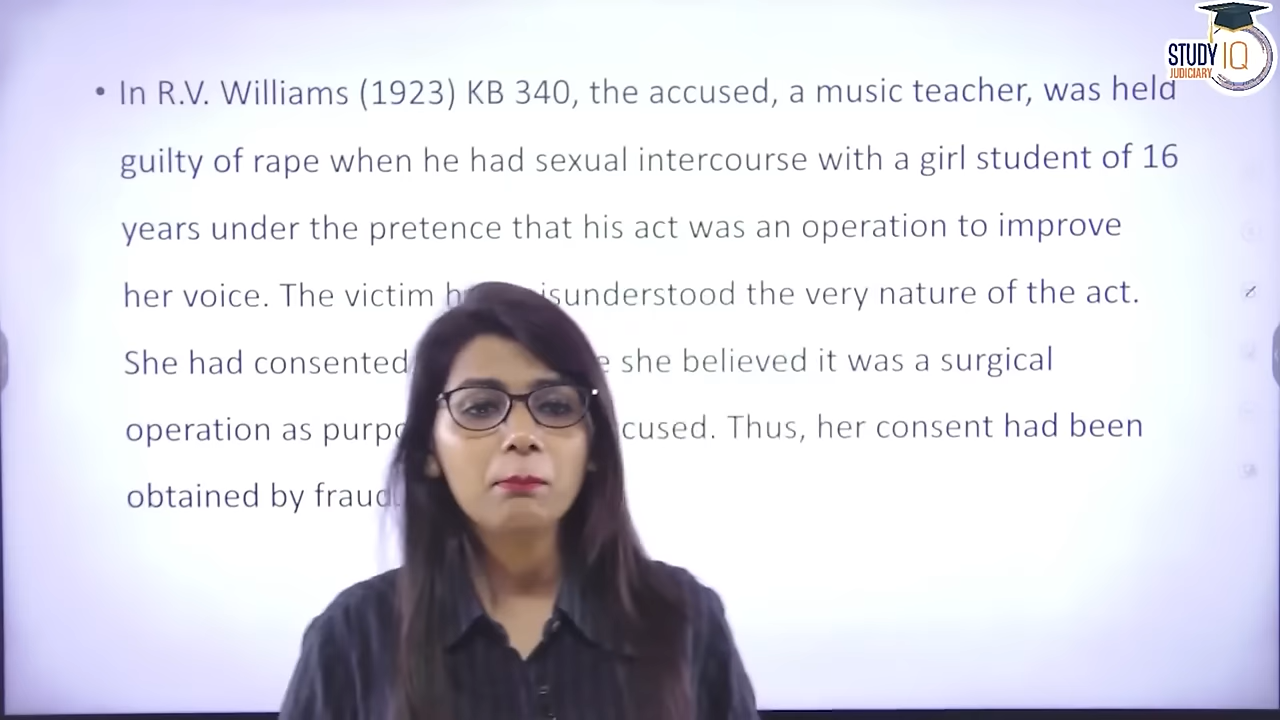 STUDY IQ
JUDICIARY
• In R.V. Williams (1923) KB 340, the accused, a music teacher, was held
guilty of rape when he had sexual intercourse with a girl student of 16
years under the pretence that his act was an operation to improve
her voice. The victim isunderstood the very nature of the act.
She had consented she believed it was a surgical
operation as purpo cused. Thus, her consent had been
obtained by fraud.